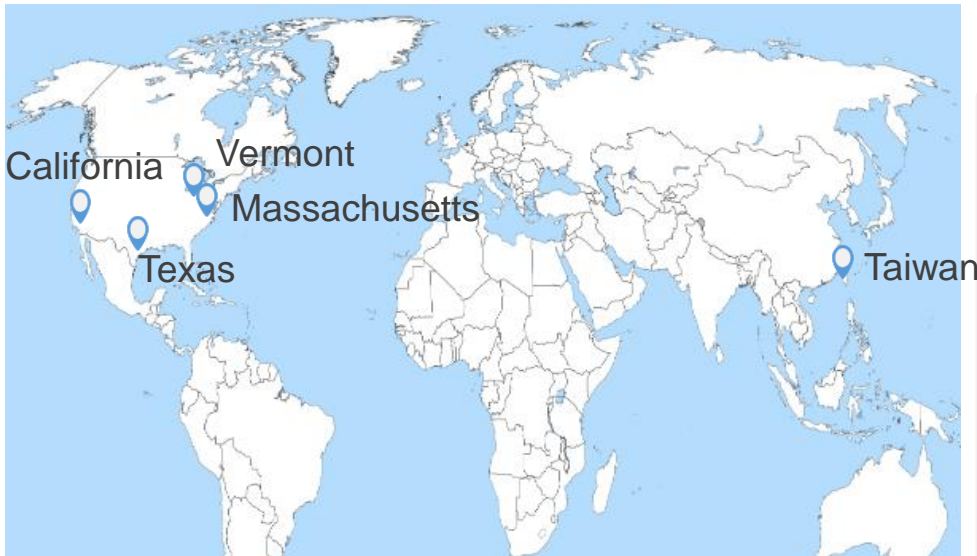 Vermont
California
Massachusetts
Texas
Taiwan